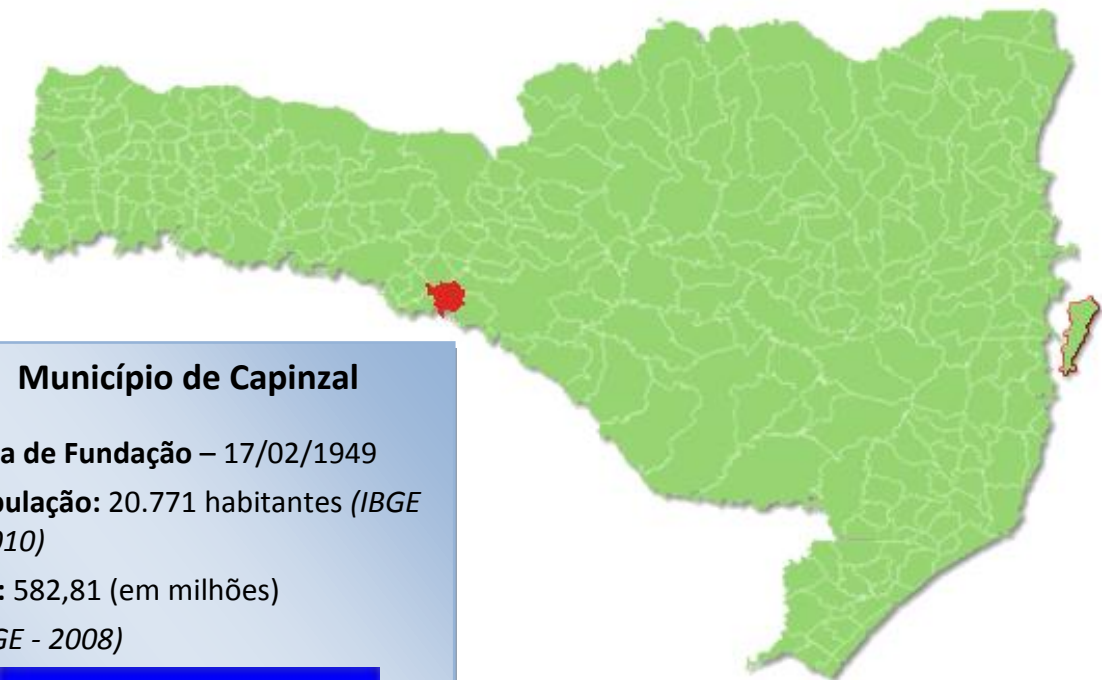 Município de Capinzal
a de Fundação – 17/02/1949
ulação: 20.771 habitantes (IBGE
010)
: 582,81 (em milhões)
GE - 2008)